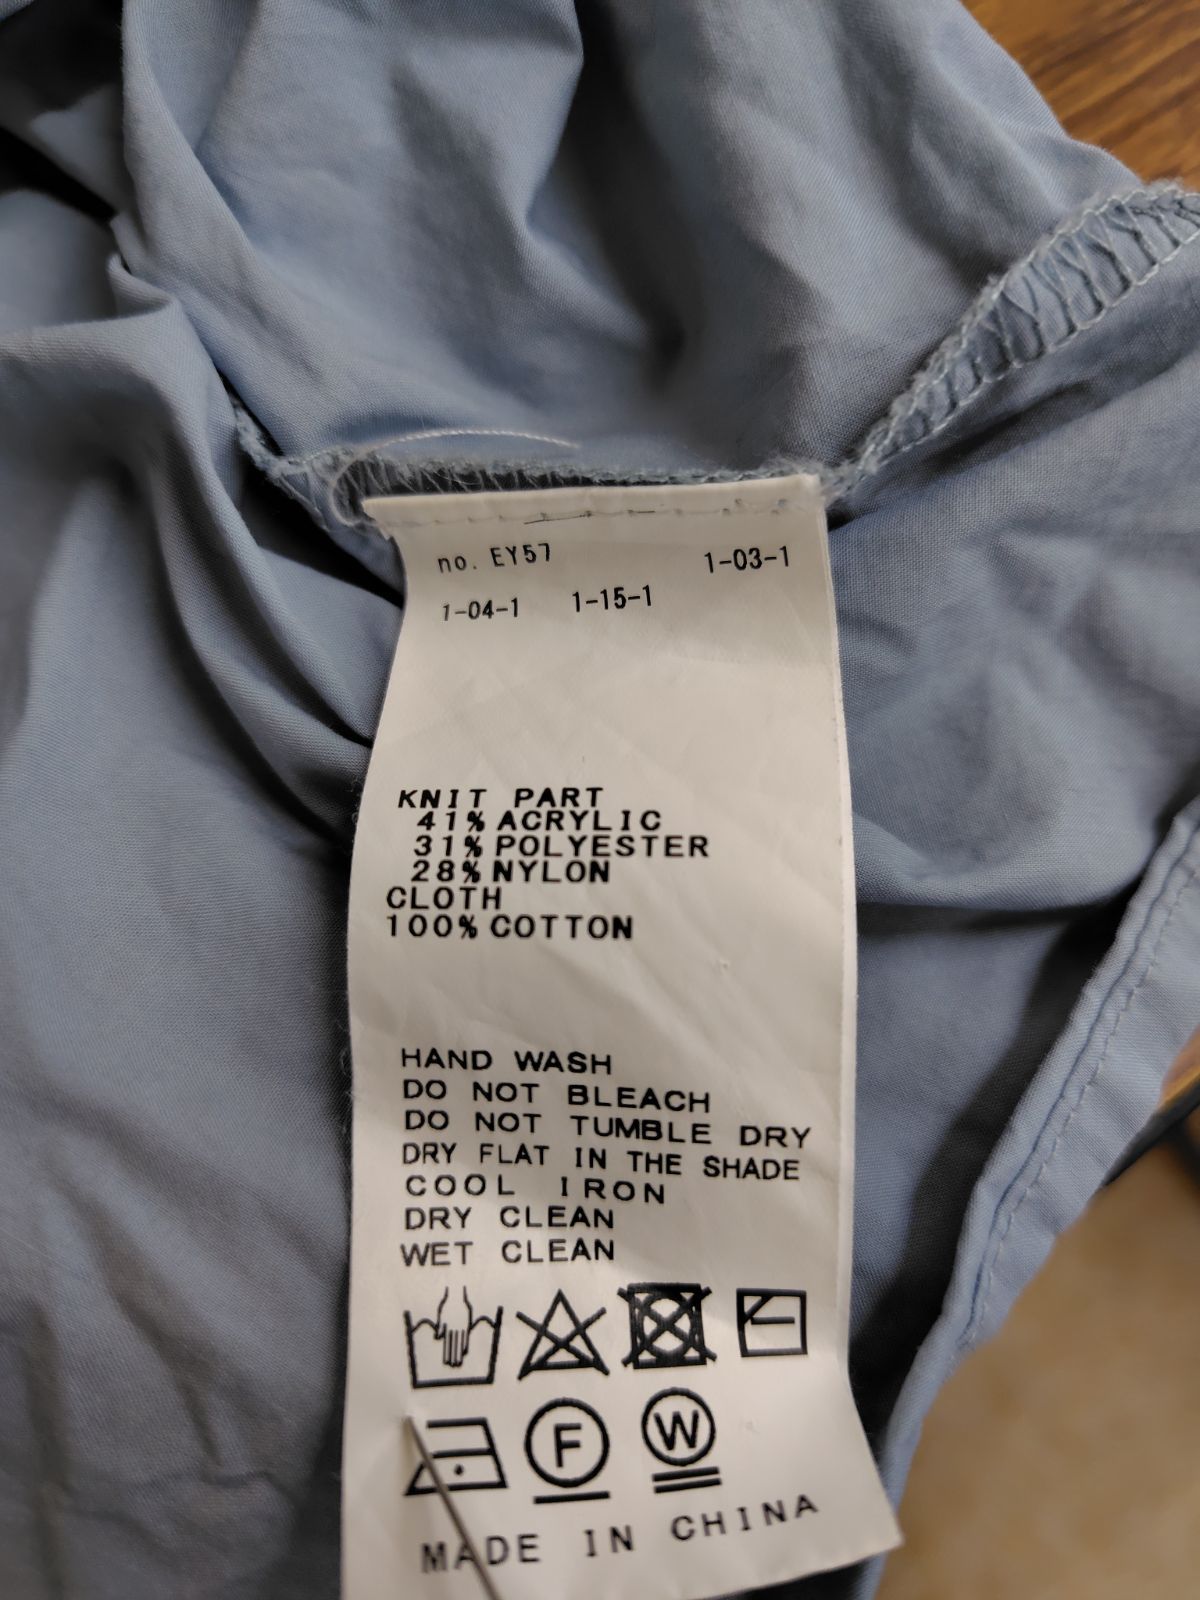 no. EY57 1-03-1
1-04-1 1-15-1
KNIT PART
41% ACRYLIC
31% POLYESTER
28% NYLON
CLOTH
100% COTTON
HAND WASH
DO NOT BLEACH
DO NOT TUMBLE DRY
DRY FLAT IN THE SHADE
COOL IRON
DRY CLEAN
WET CLEAN
F W
MADE IN CHINA